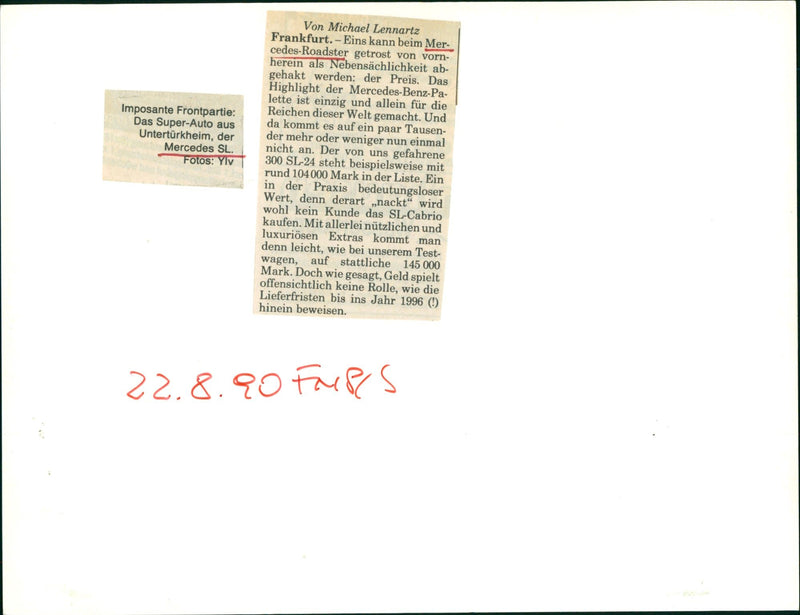 Imposante Frontpartie:
Das Super-Auto aus
Untertürkheim, der
Mercedes SL.
Fotos: Ylv
Von Michael Lennartz
Frankfurt. – Eins kann beim Mer-
cedes-Roadster getrost von vorn-
herein als Nebensächlichkeit ab-
gehakt werden: der Preis. Das
Highlight der Mercedes-Benz-Pa-
lette ist einzig und allein für die
Reichen dieser Welt gemacht. Und
da kommt es auf ein paar Tausen-
der mehr oder weniger nun einmal
nicht an. Der von uns gefahrene
300 SL-24 steht beispielsweise mit
rund 104 000 Mark in der Liste. Ein
in der Praxis bedeutungsloser
Wert, denn derart „nackt“ wird
wohl kein Kunde das SL-Cabrio
kaufen. Mit allerlei nützlichen und
luxuriösen Extras kommt man
denn leicht, wie bei unserem Test-
wagen, auf stattliche 145 000
Mark. Doch wie gesagt, Geld spielt
offensichtlich keine Rolle, wie die
Lieferfristen bis ins Jahr 1996 (!)
hinein beweisen.
22.8.90